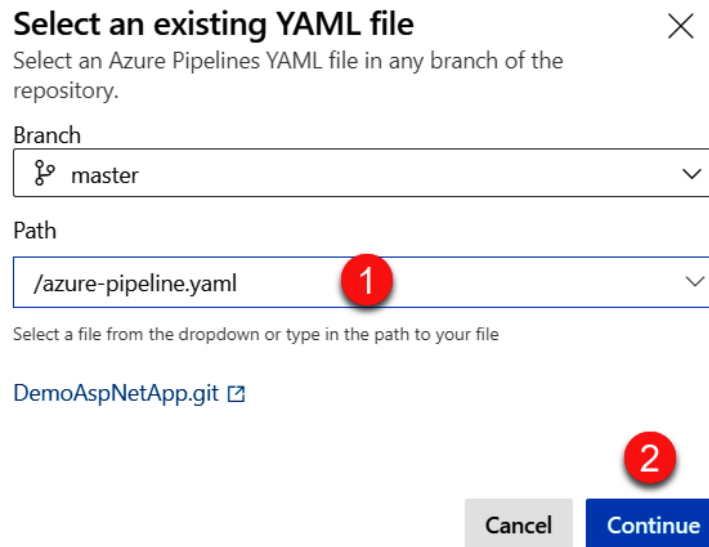 Select an existing YAML file
Select an Azure Pipelines YAML file in any branch of the
repository.
Branch
master
Path
/azure-pipeline.yaml
1
Select a file from the dropdown or type in the path to your file
DemoAspNetApp.git
2
Cancel Continue